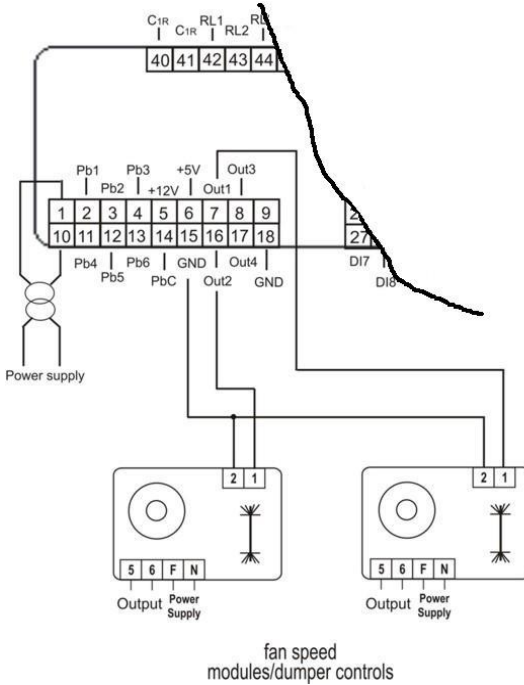 C1R RL1
C1R RL2
40 41 42 43 44
Pb1 Pb3 +5V Out3
Pb2 +12V Out1
1 2 3 4 5 6 7 8 9
10 11 12 13 14 15 16 17 18
27
Pb4 Pb6 GND Out4 DI7
Pb5 PbC Out2 GND DI8
Power supply
2 1 2 1
5 6 F N 5 6 F N
Output Power Supply Output Power Supply
fan speed
modules/dumper controls